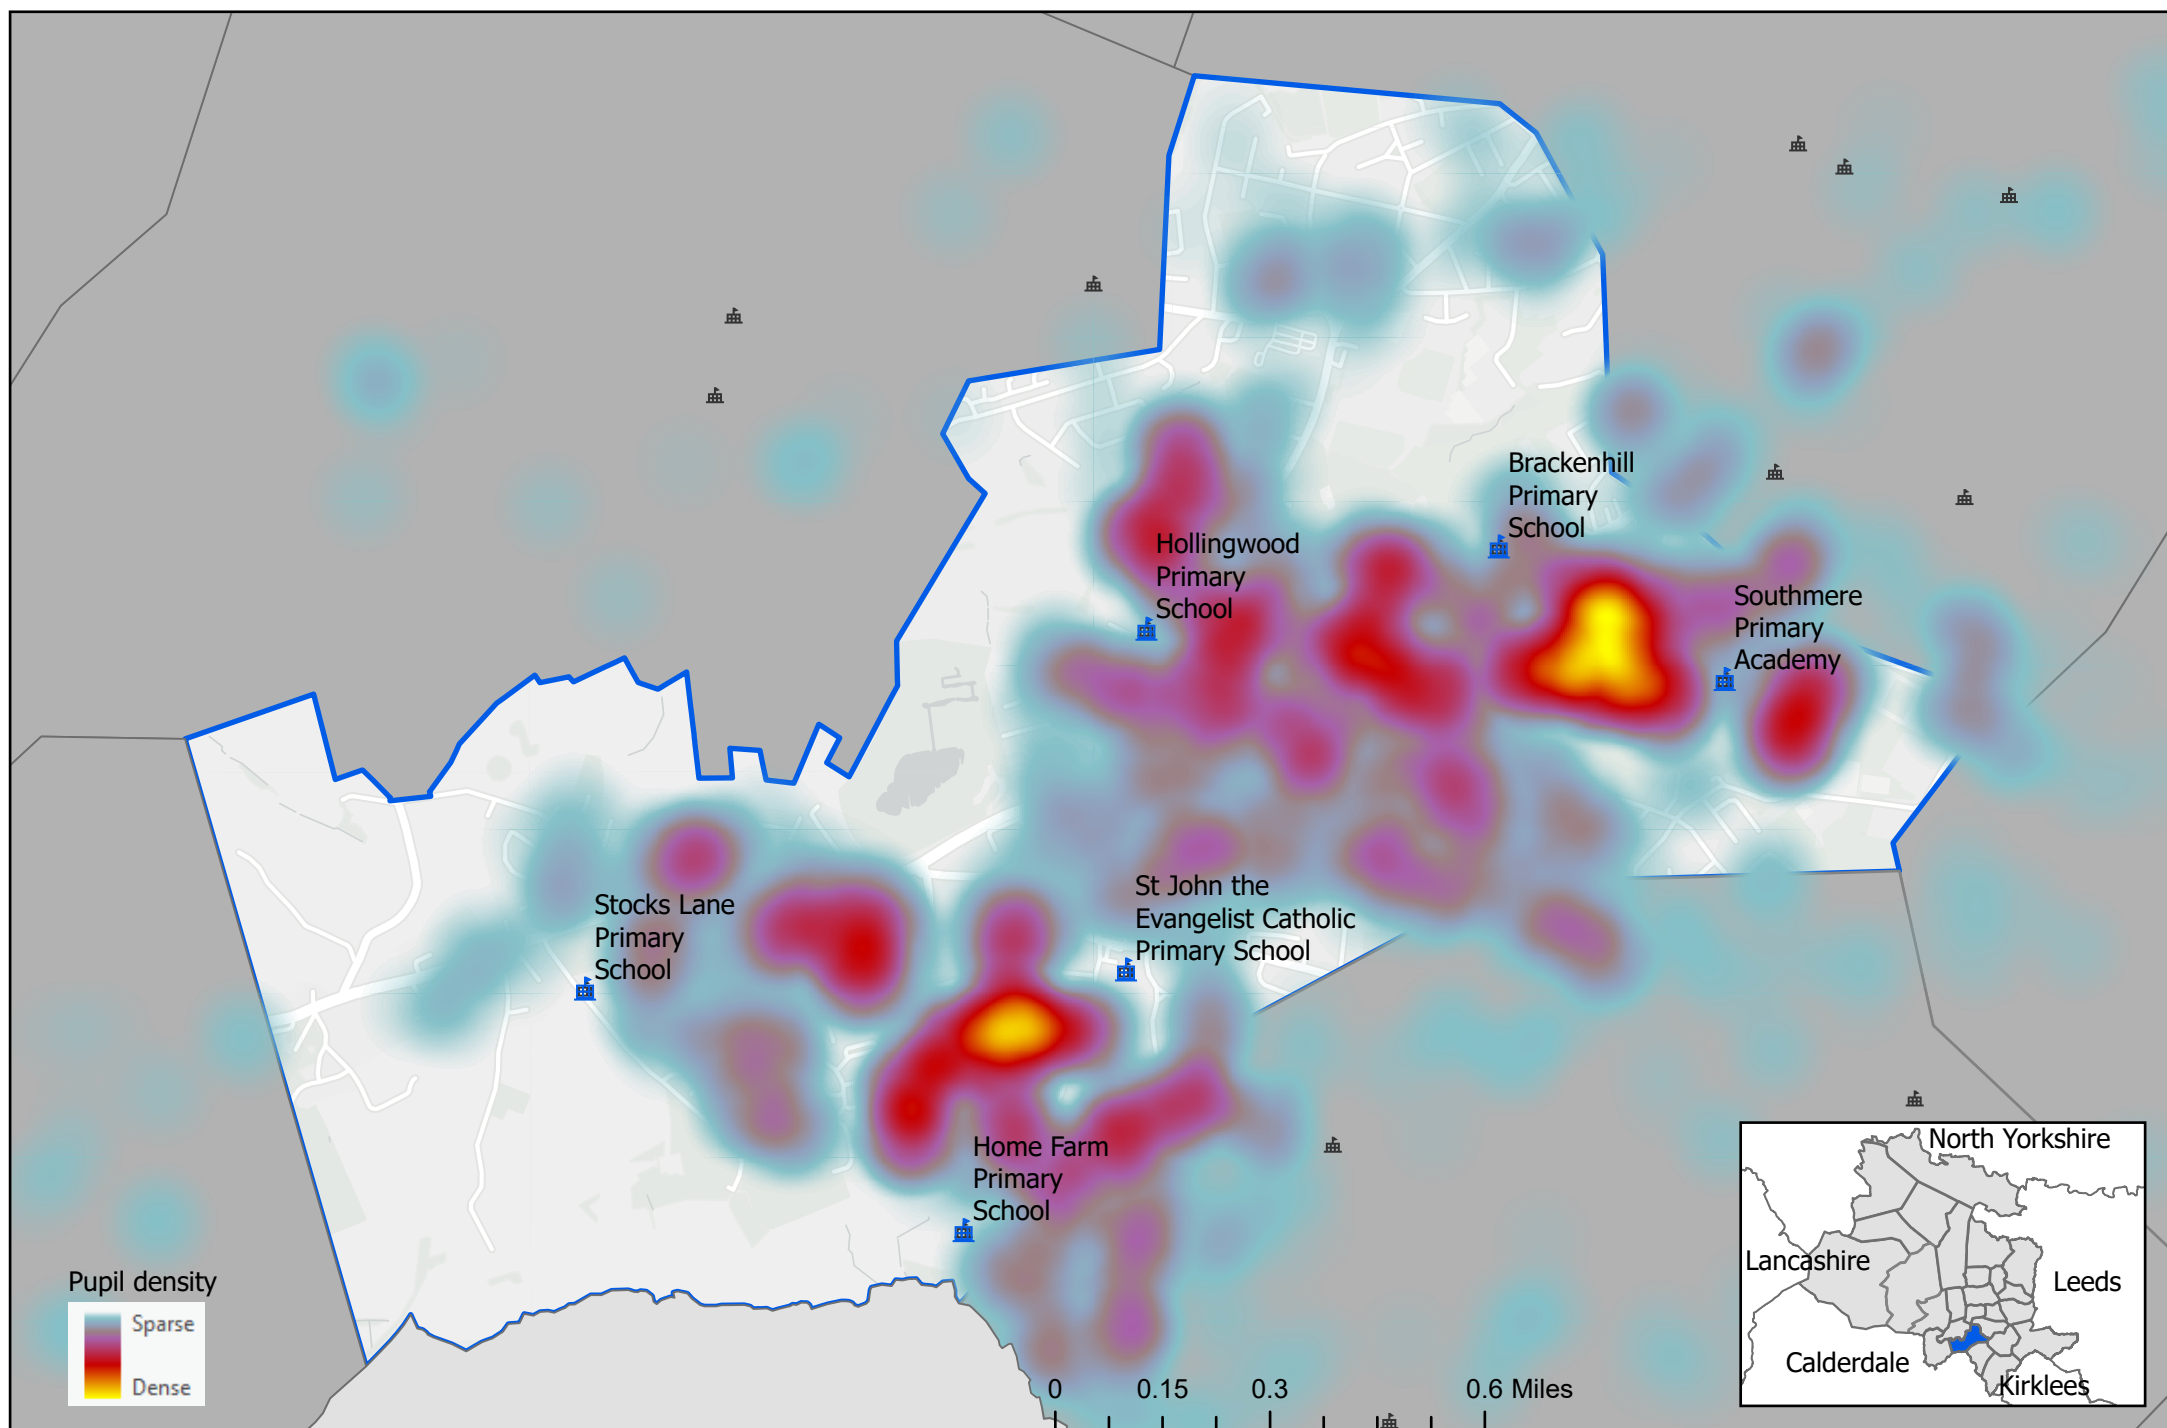 Brackenhill
Primary
School
Hollingwood
Primary
School
Southmere
Primary
Academy
St John the
Evangelist Catholic
Primary School
Stocks Lane
Primary
School
Home Farm
Primary
School
Pupil density
Sparse
Dense
0 0.15 0.3 0.6 Miles
North Yorkshire
Lancashire
Leeds
Calderdale
Kirklees